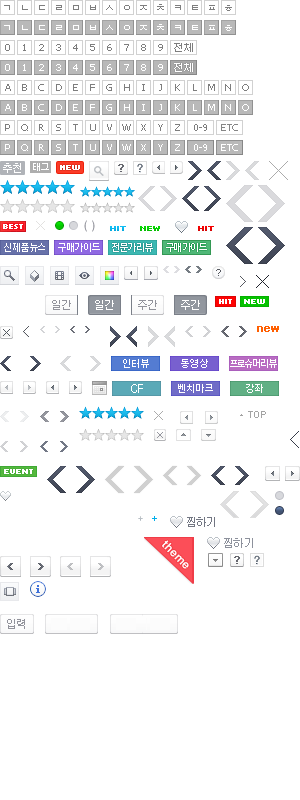 ㄱ ㄴ ㄷ ㄹ ㅁ ㅂ ㅅ ㅇ ㅈ ㅊ ㅋ ㅌ ㅍ ㅎ
ㄱ ㄴ ㄷ ㄹ ㅁ ㅂ ㅅ ㅇ ㅈ ㅊ ㅋ ㅌ ㅍ ㅎ
0 1 2 3 4 5 6 7 8 9 전체
0 1 2 3 4 5 6 7 8 9 전체
A B C D E F G H I J K L M N O
A B C D E F G H I J K L M N O
P Q R S T U V W X Y Z 0-9 ETC
P Q R S T U V W X Y Z 0-9 ETC
추천 태그 NEW ? ?
BEST HIT NEW HIT
신제품뉴스 구매가이드 전문가리뷰 구매가이드
?
일간 일간 주간 주간 HIT NEW
new
인터뷰 동영상 프로슈머리뷰
CF 벤치마크 강좌
TOP
EVENT
찜하기
theme 찜하기
? ?
i
입력